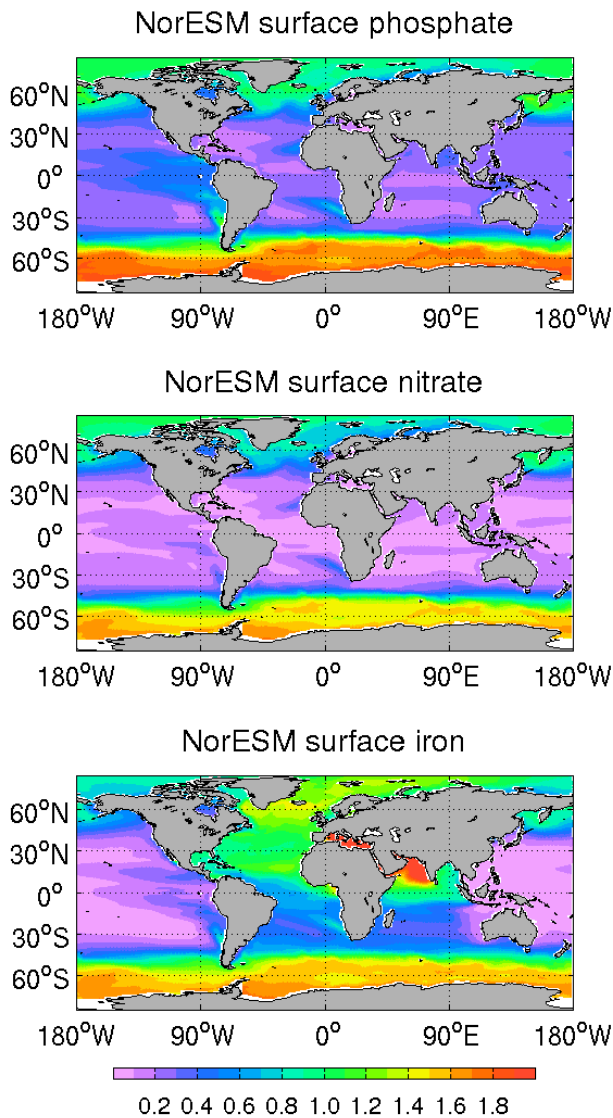 NorESM surface phosphate
60°N
30°N
0°
30°S
60°S
180°W 90°W 0° 90°E 180°W
NorESM surface nitrate
60°N
30°N
0°
30°S
60°S
180°W 90°W 0° 90°E 180°W
NorESM surface iron
60°N
30°N
0°
30°S
60°S
180°W 90°W 0° 90°E 180°W
0.2 0.4 0.6 0.8 1.0 1.2 1.4 1.6 1.8